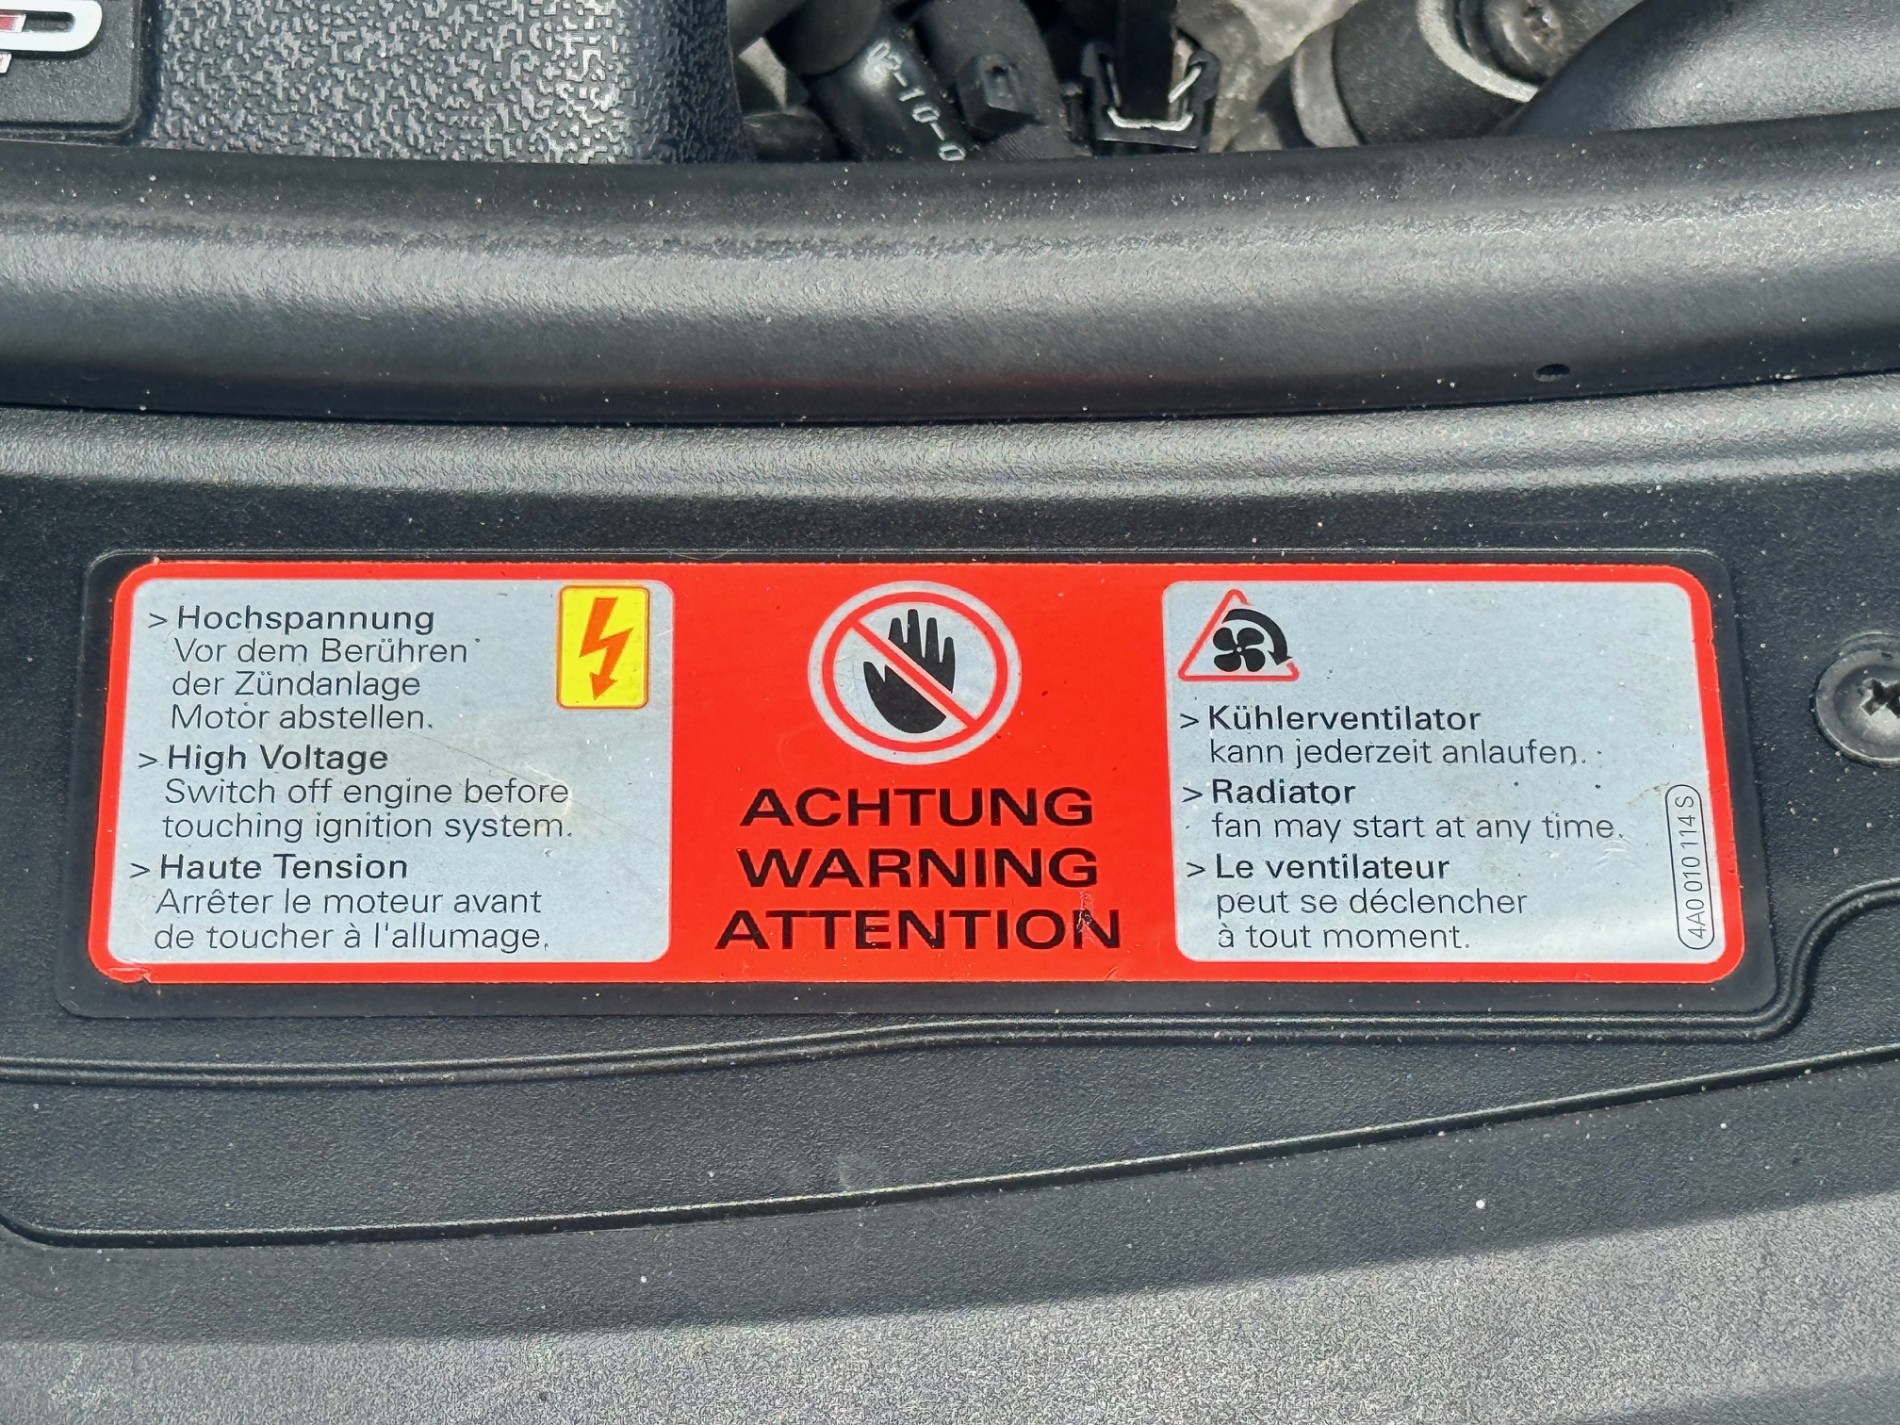 > Hochspannung
Vor dem Berühren
der Zündanlage
Motor abstellen.
> High Voltage
Switch off engine before
touching ignition system.
> Haute Tension
Arrêter le moteur avant
de toucher à l'allumage.
ACHTUNG
WARNING
ATTENTION
> Kühlerventilator
kann jederzeit anlaufen.
> Radiator
fan may start at any time.
> Le ventilateur
peut se déclencher
à tout moment.
4A0 010 114 S